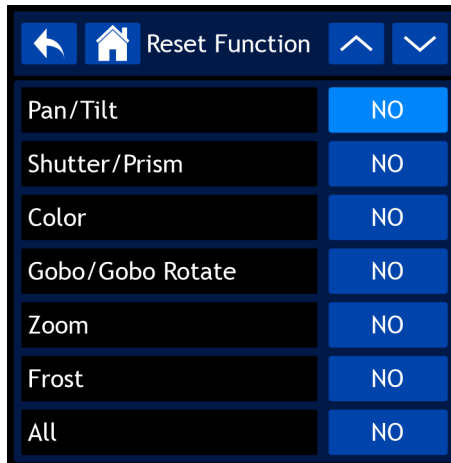 Reset Function
Pan/Tilt NO
Shutter/Prism NO
Color NO
Gobo/Gobo Rotate NO
Zoom NO
Frost NO
All NO